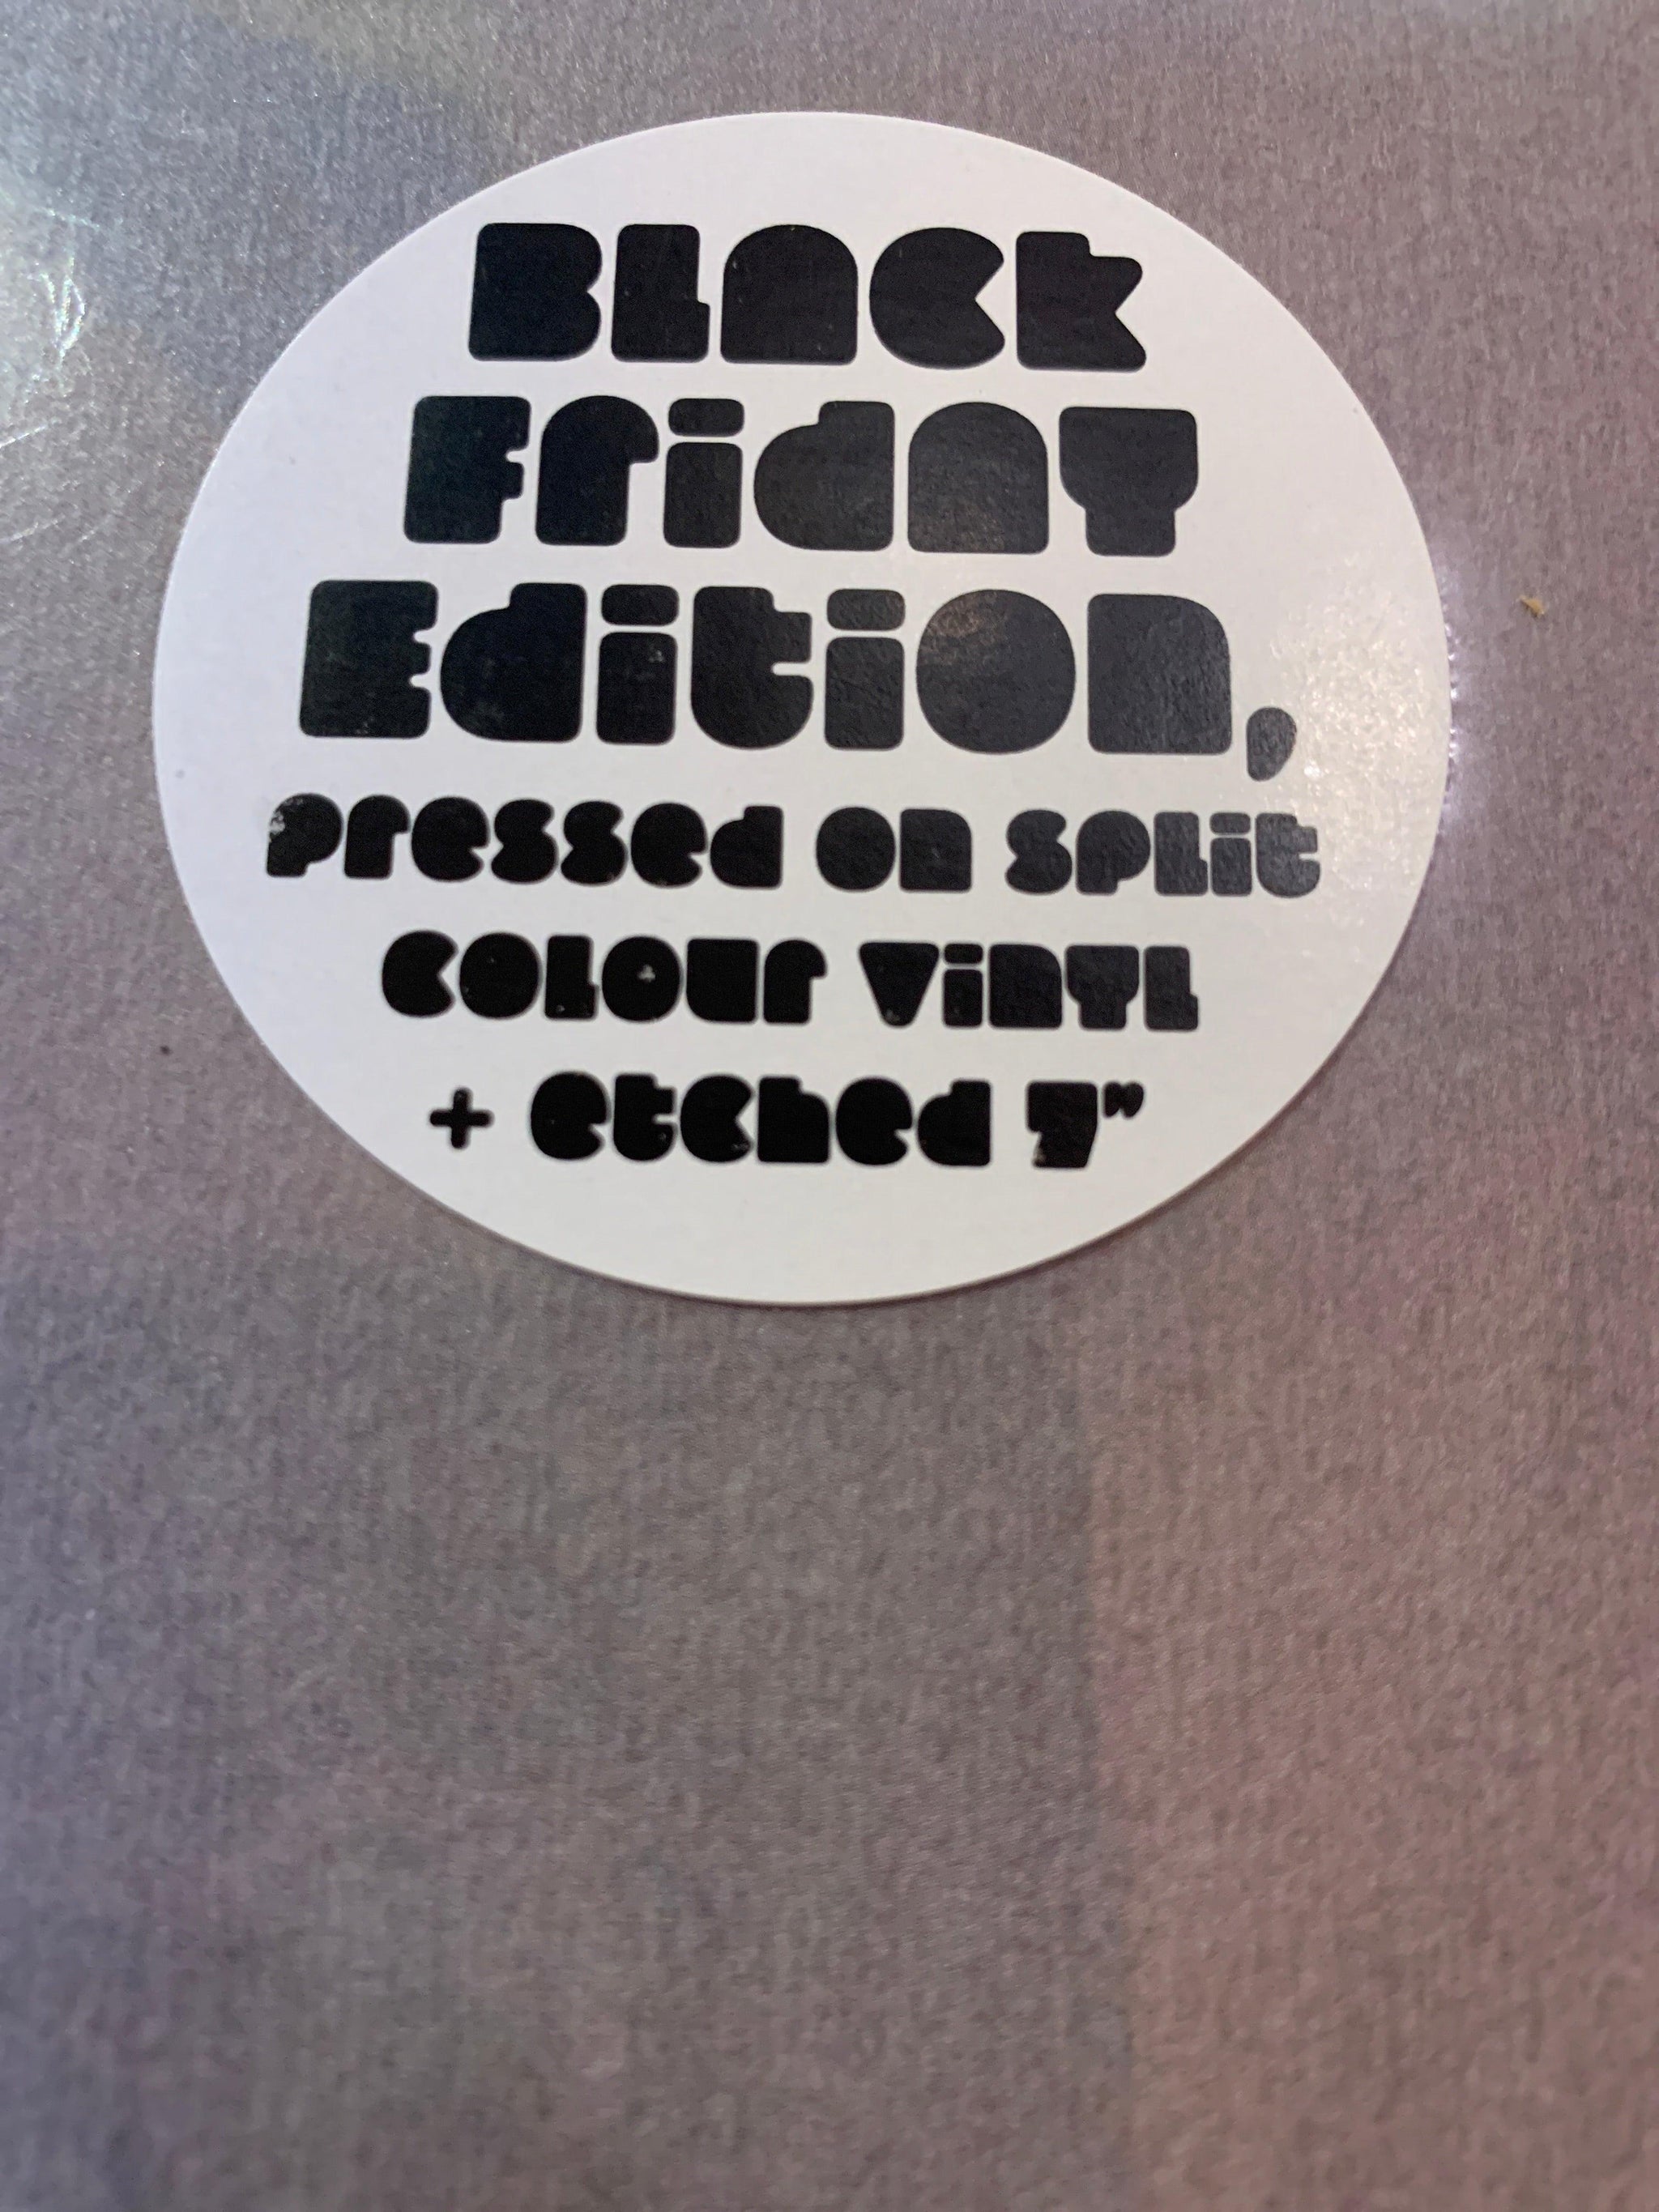 Black
Friday
Edition,
pressed on split
colour vinyl
+ etched 7"